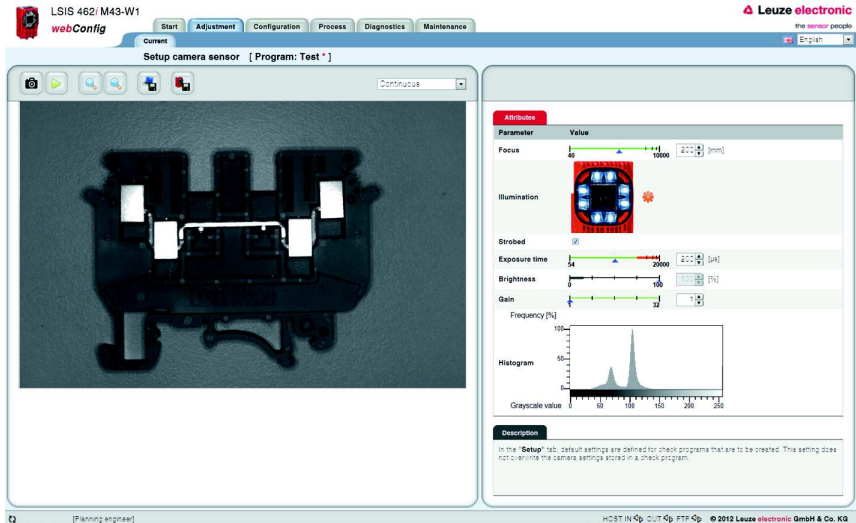 LSIS 462i M43-W1
webConfig
Leuze electronic
the sensor people
Start Adjustment Configuration Process Diagnostics Maintenance
Current
English
Setup camera sensor [ Program: Test * ]
Continuous
Attributes
Parameter Value
Focus 40 10000 200 [mm]
Illumination
Strobed
Exposure time 54 20000 200 [µs]
Brightness 0 100 [%]
Gain 32 1
Frequency [%]
100
50
0
Histogram
Grayscale value 0 50 100 150 200 250
Description
In the "Setup" tab, default settings are defined for check programs that are to be created. This setting does
not overwrite the camera settings stored in a check program.
[Planning engineer]
HOST IN OUT FTP © 2012 Leuze electronic GmbH & Co. KG